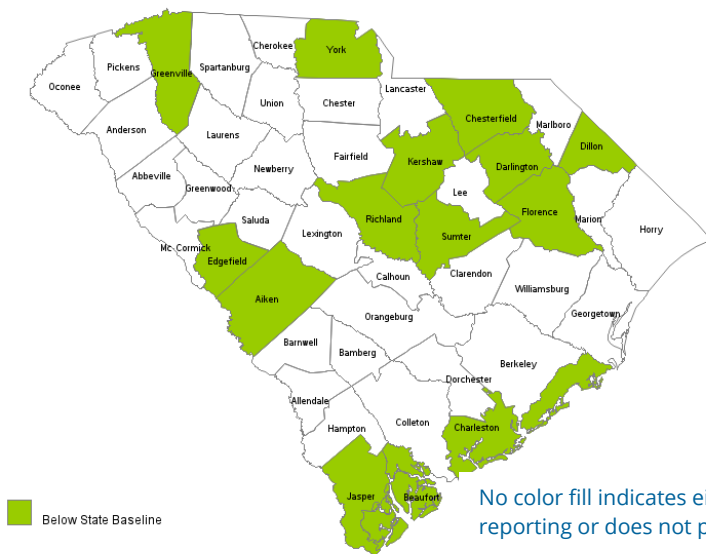 Cherokee
York
Pickens
Spartanburg
Greenville
Oconee
Lancaster
Union
Chester
Chesterfield
Marlboro
Anderson
Laurens
Dillon
Fairfield
Kershaw
Darlington
Newberry
Abbeville
Greenwood
Lee
Saluda
Richland
Florence
Marion
Sumter
Horry
Lexington
Mc-Cormick
Edgefield
Calhoun
Clarendon
Aiken
Williamsburg
Orangeburg
Georgetown
Barnwell
Bamberg
Berkeley
Dorchester
Allendale
Colleton
Charleston
Hampton
Jasper
Beaufort
No color fill indicates
reporting or does not
Below State Baseline